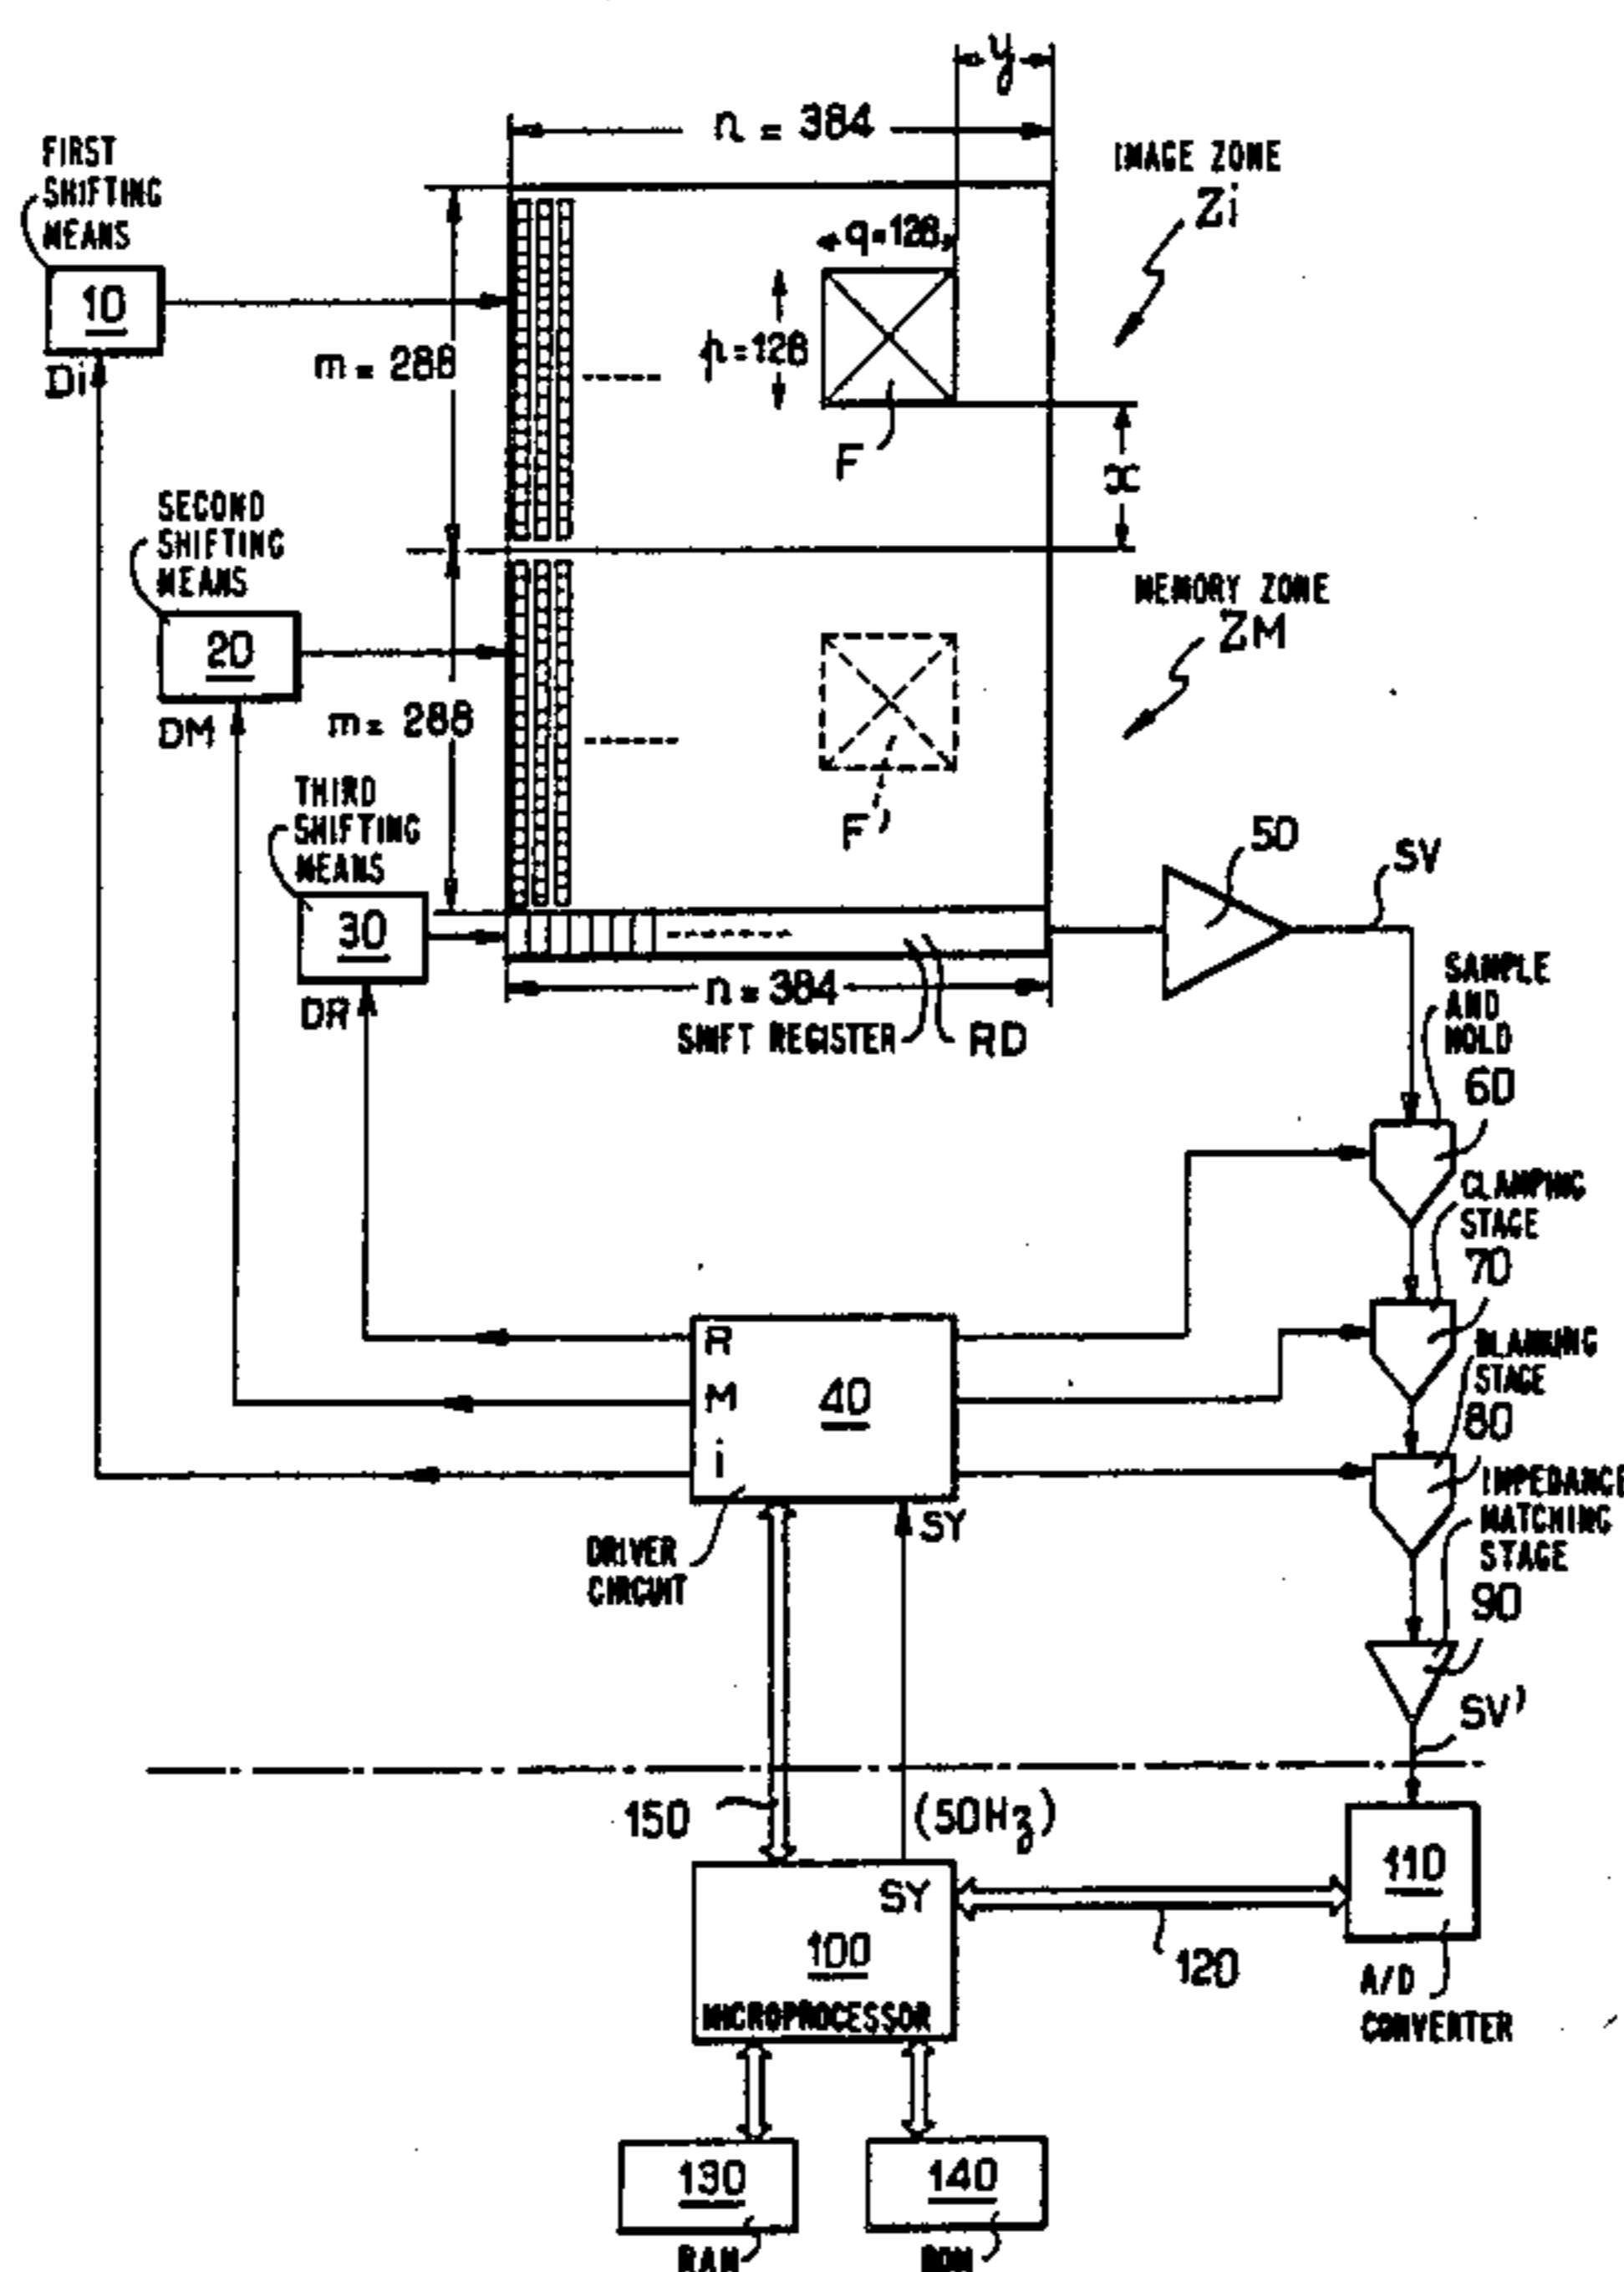 y
n = 384
FIRST
SHIFTING
MEANS
IMAGE ZONE
Zi
q=128
10
m = 288
p=128
Di
F
x
SECOND
SHIFTING
MEANS
MEMORY ZONE
ZM
20
DM
m = 288
THIRD
SHIFTING
MEANS
F'
50
SV
30
DR
n = 384
SHIFT REGISTER
RD
SAMPLE
AND
HOLD
60
CLAMPING
STAGE
70
R
M
i
40
BLANKING
STAGE
80
SY
DRIVER
CIRCUIT
IMPEDANCE
MATCHING
STAGE
90
SV'
150
(50Hz)
SY
100
MICROPROCESSOR
110
120
A/D
CONVERTER
130
140
RAM
ROM